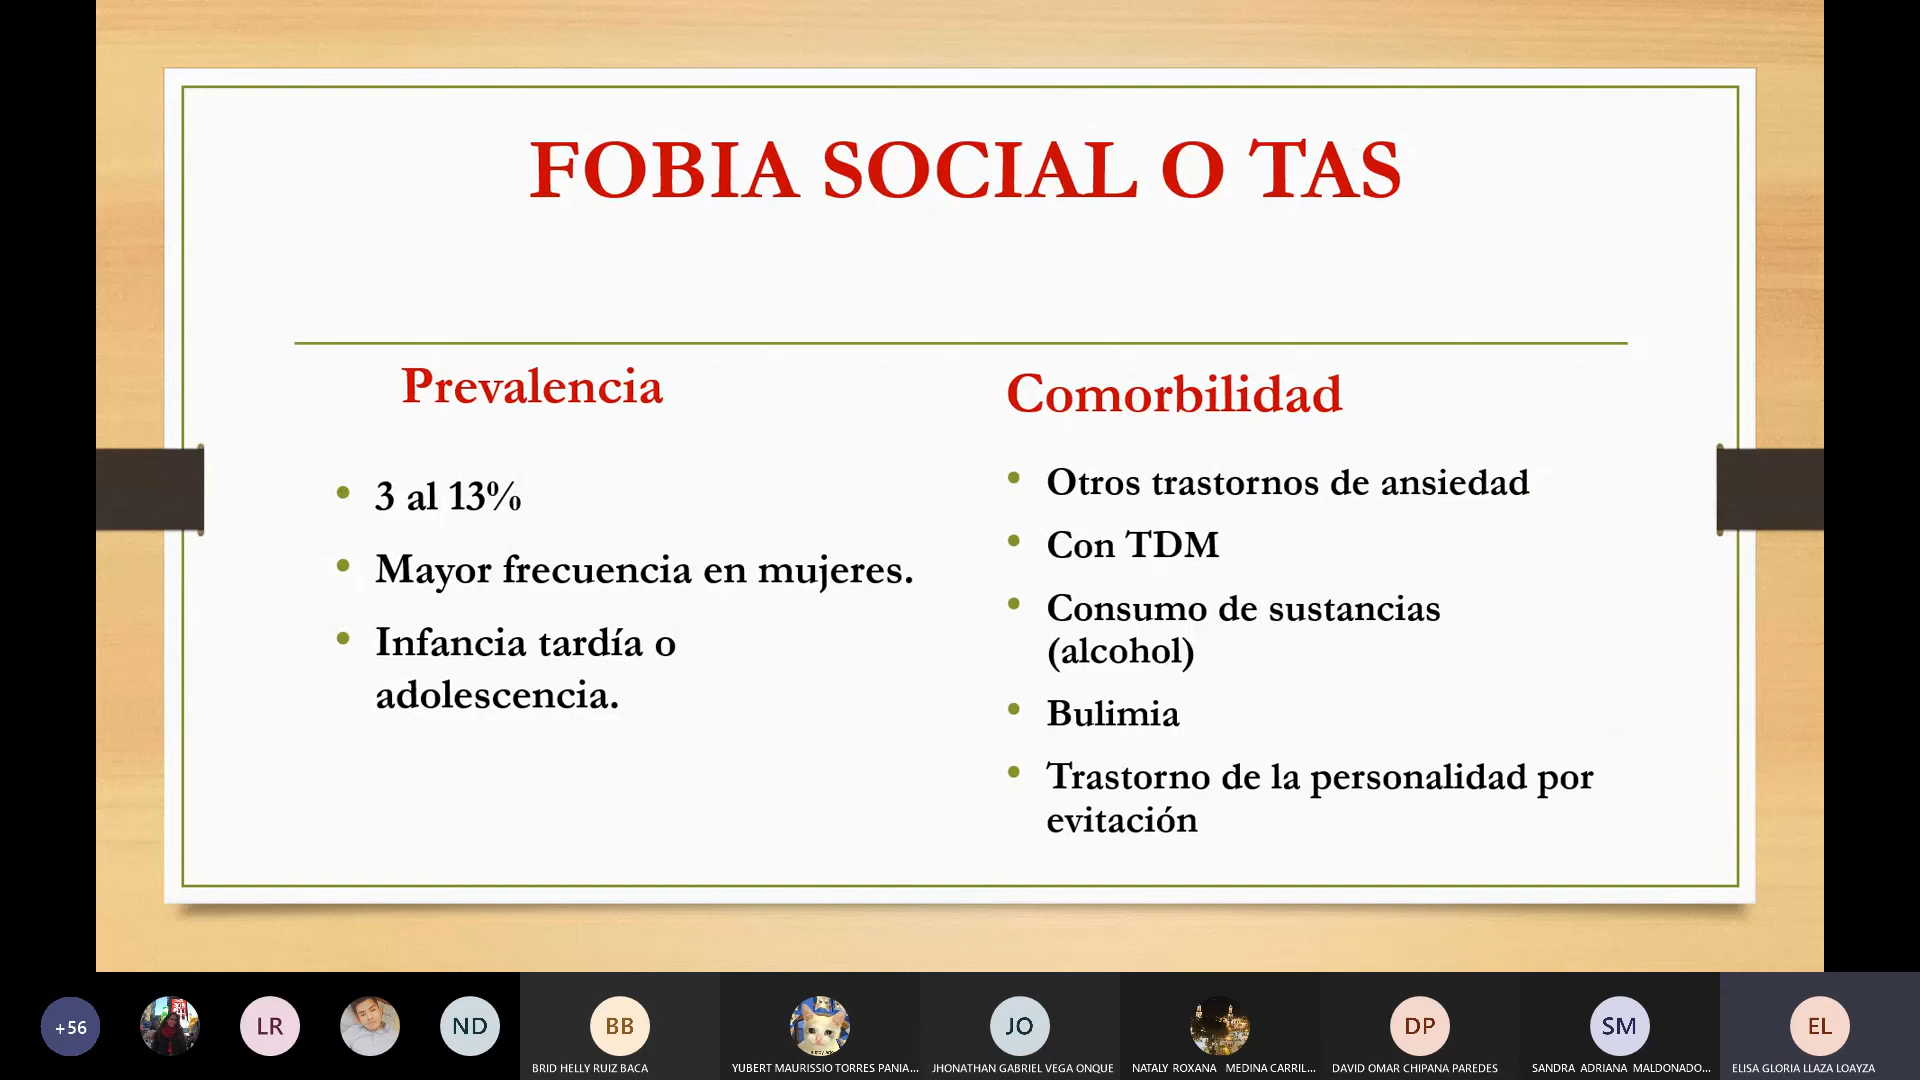 FOBIA SOCIAL O TAS
Prevalencia
• 3 al 13%
• Mayor frecuencia en mujeres.
• Infancia tardía o
adolescencia.
Comorbilidad
• Otros trastornos de ansiedad
• Con TDM
• Consumo de sustancias
(alcohol)
• Bulimia
• Trastorno de la personalidad por
evitación
+56
LR
ND
BB
JO
DP
SM
EL
BRID HELLY RUIZ BACA
YUBERT MAURISSIO TORRES PANIA...
JHONATHAN GABRIEL VEGA ONQUE
NATALY ROXANA MEDINA CARRIL...
DAVID OMAR CHIPANA PAREDES
SANDRA ADRIANA MALDONADO...
ELISA GLORIA LLAZA LOAYZA